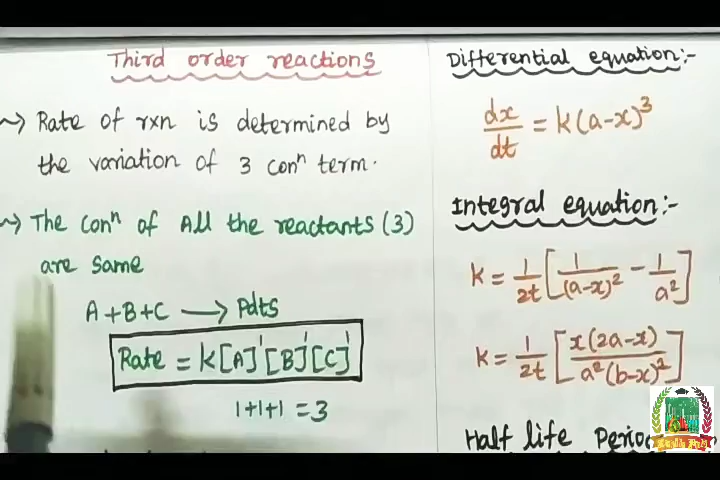 Third order reactions
~> Rate of rxn is determined by
the variation of 3 conⁿ term.
~> The conⁿ of All the reactants (3)
are same
A+B+C ⟶ Pdts
Rate = k[A]¹[B]¹[C]¹
1+1+1 = 3
Differential equation:-
dx/dt = k(a-x)³
Integral equation:-
k = 1/2t [1/(a-x)² - 1/a²]
k = 1/2t [x(2a-x)/a²(b-x)²]
Half life